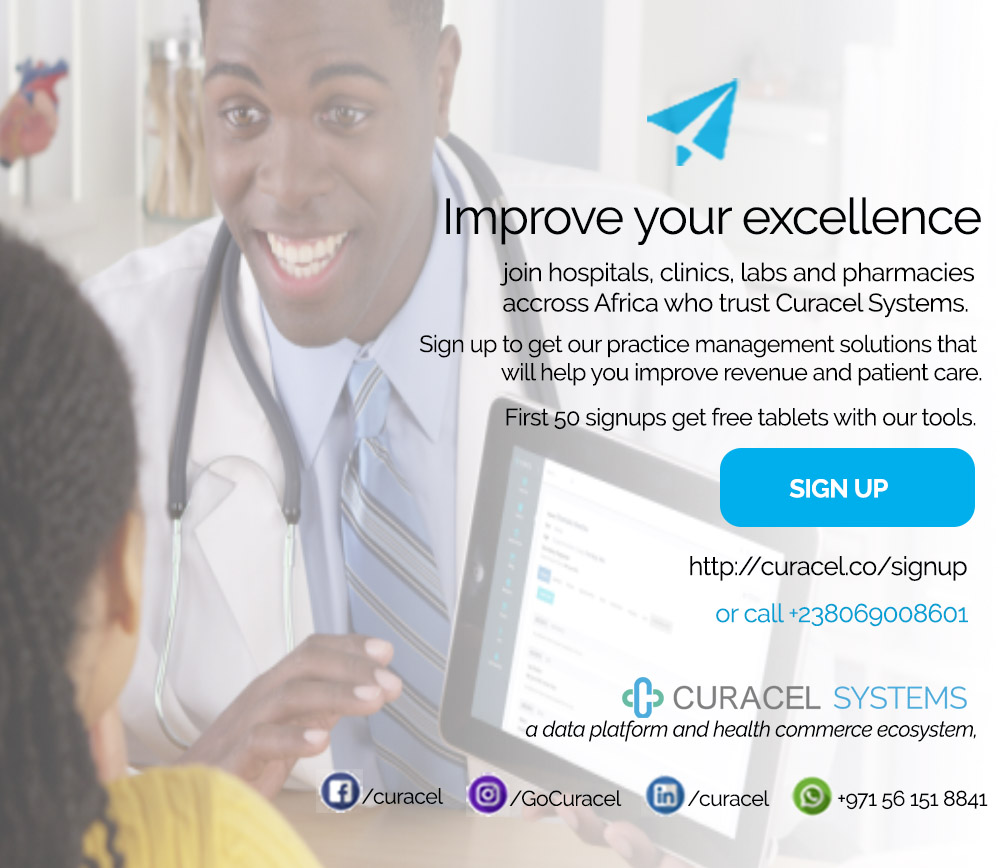 Improve your excellence
join hospitals, clinics, labs and pharmacies
accross Africa who trust Curacel Systems.
Sign up to get our practice management solutions that
will help you improve revenue and patient care.
First 50 signups get free tablets with our tools.
SIGN UP
http://curacel.co/signup
or call +238069008601
CURACEL SYSTEMS
a data platform and health commerce ecosystem,
/curacel
/GoCuracel
/curacel
+971 56 151 8841